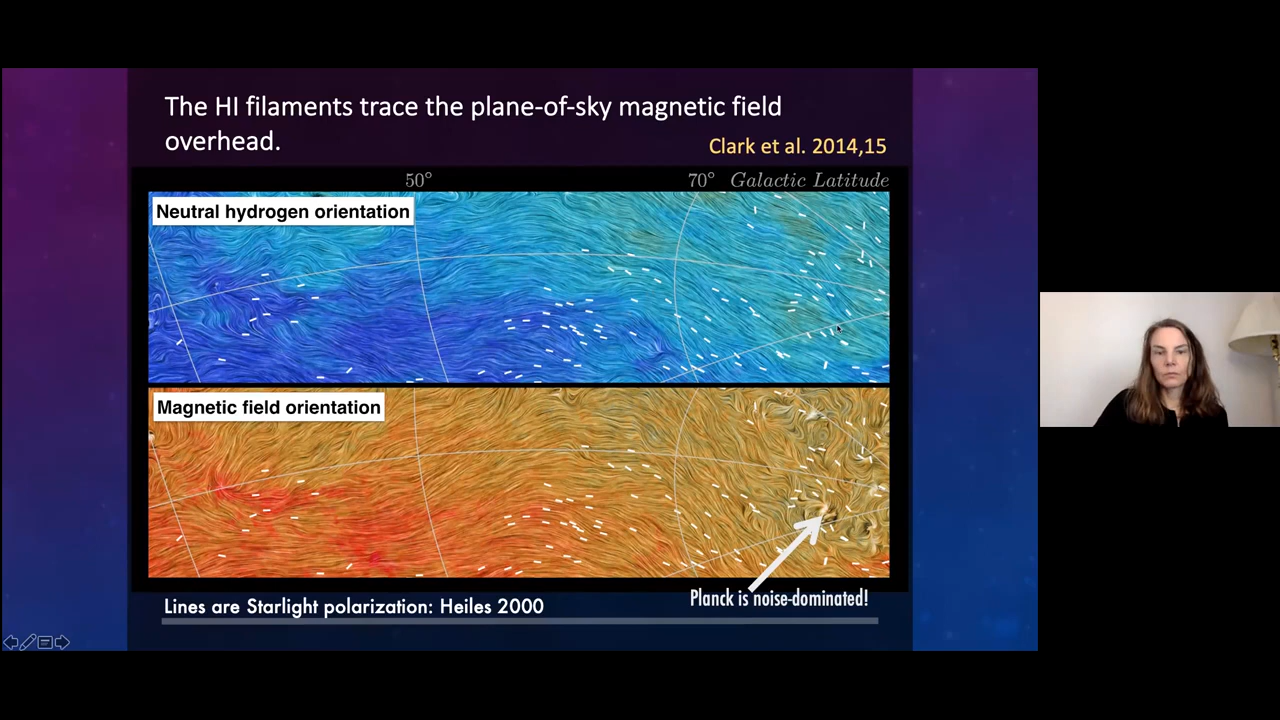 The HI filaments trace the plane-of-sky magnetic field
overhead.
Clark et al. 2014,15
50°
70° Galactic Latitude
Neutral hydrogen orientation
Magnetic field orientation
Planck is noise-dominated!
Lines are Starlight polarization: Heiles 2000